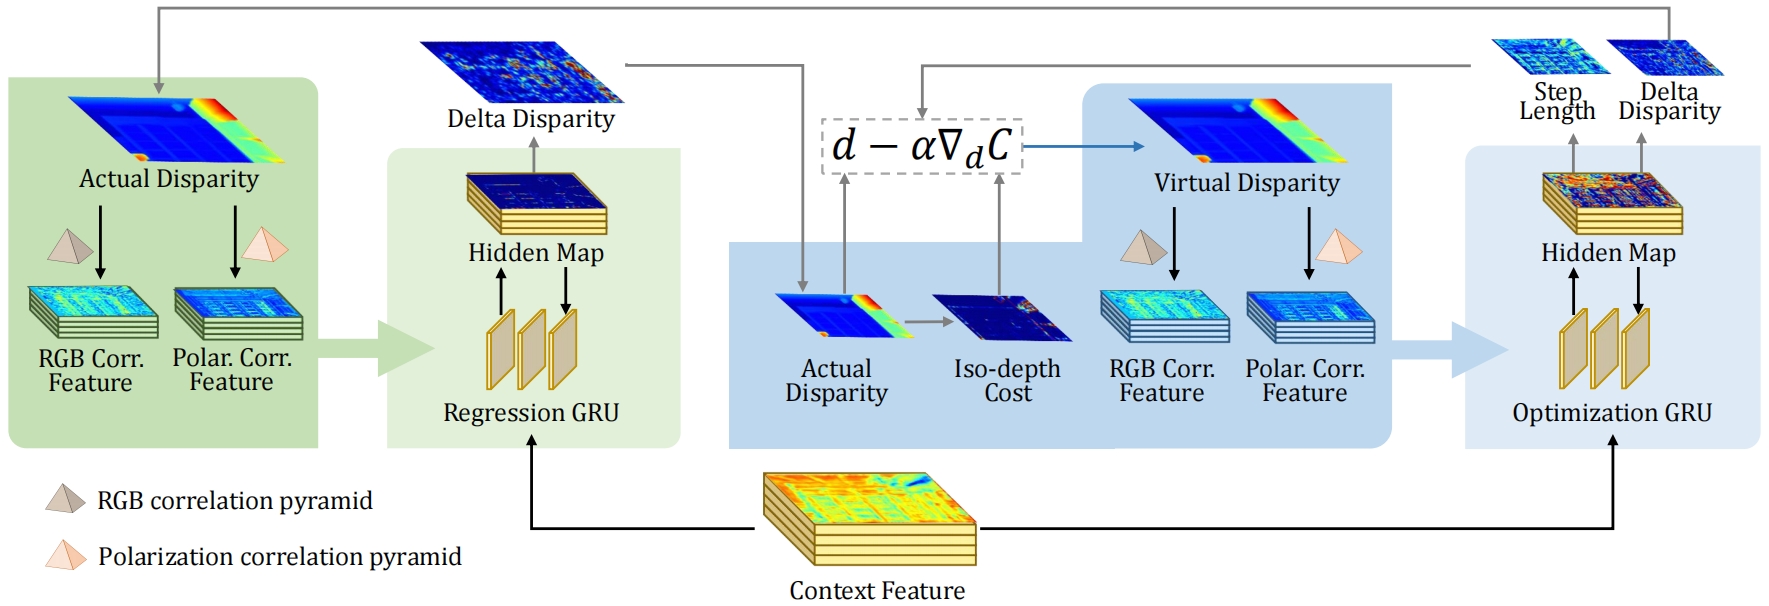 Delta Disparity
Step
Length
Delta
Disparity
d − α∇dC
Actual Disparity
Virtual Disparity
Hidden Map
Hidden Map
RGB Corr.
Feature
Polar. Corr.
Feature
Actual
Disparity
Iso-depth
Cost
RGB Corr.
Feature
Polar. Corr.
Feature
Regression GRU
Optimization GRU
RGB correlation pyramid
Polarization correlation pyramid
Context Feature